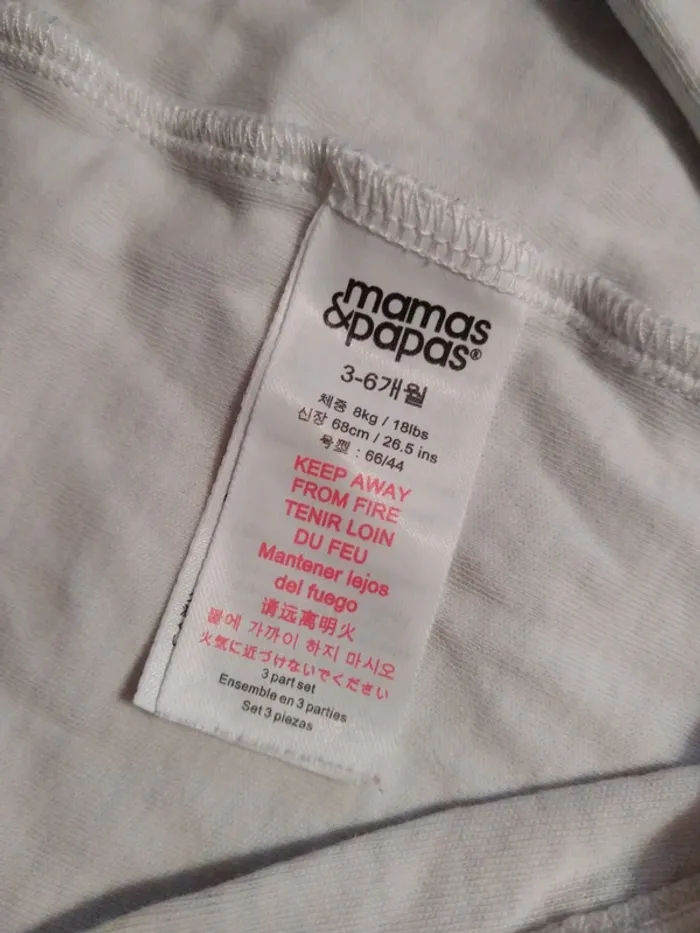 mamas
&papas®
3-6개월
체중 8kg / 18lbs
신장 68cm / 26.5 ins
号型 : 66/44
KEEP AWAY
FROM FIRE
TENIR LOIN
DU FEU
Mantener lejos
del fuego
请远离明火
불에 가까이 하지 마시오
火気に近づけないでください
3 part set
Ensemble en 3 parties
Set 3 piezas